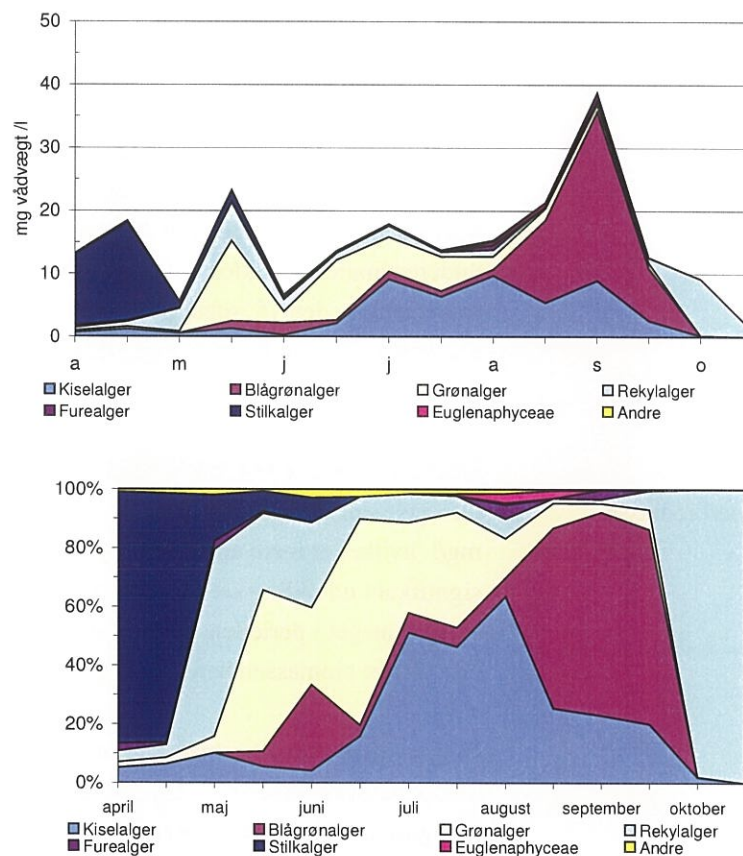 50
40
30
20
10
0
mg vådvægt /l
a m j j a s o
Kiselalger Blågrønalger Grønalger Rekylalger
Furealger Stilkalger Euglenaphyceae Andre
100%
80%
60%
40%
20%
0%
april maj juni juli august september oktober
Kiselalger Blågrønalger Grønalger Rekylalger
Furealger Stilkalger Euglenaphyceae Andre